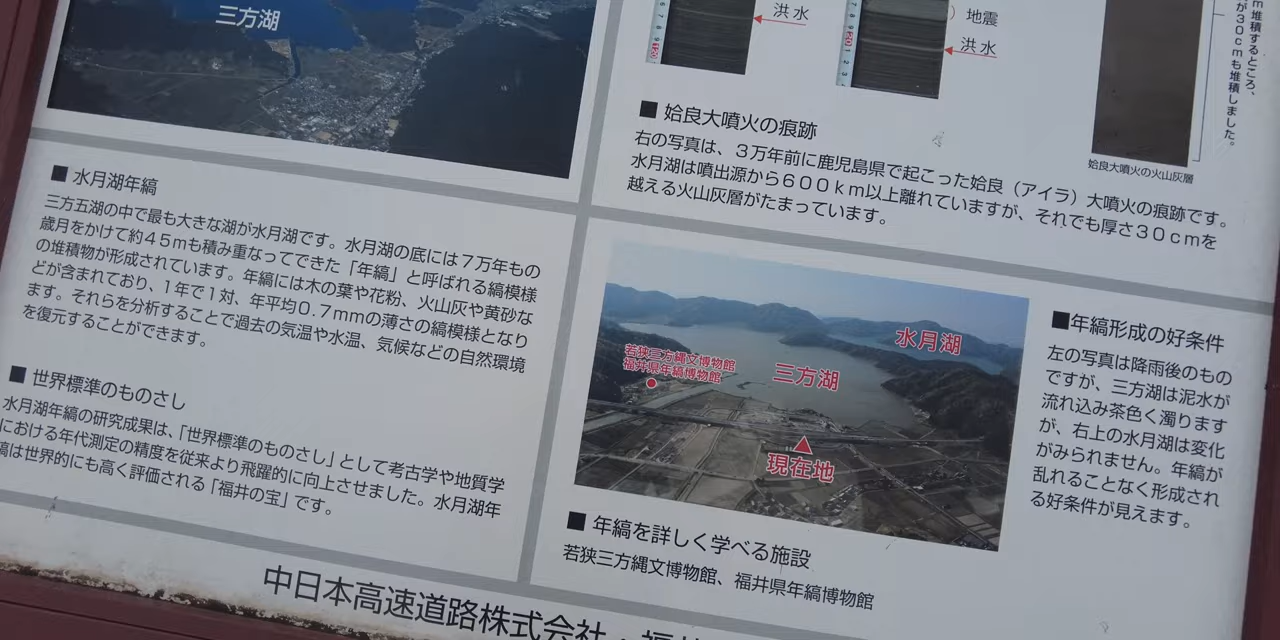 三方湖
洪水
地震
洪水
m堆積するところ、
が30cmも堆積しました。
姶良大噴火の火山灰層
■ 姶良大噴火の痕跡
右の写真は、3万年前に鹿児島県で起こった姶良(アイラ)大噴火の痕跡です。
水月湖は噴出源から600km以上離れていますが、それでも厚さ30cmを
越える火山灰層がたまっています。
■ 水月湖年縞
三方五湖の中で最も大きな湖が水月湖です。水月湖の底には7万年もの
歳月をかけて約45mも積み重なってできた「年縞」と呼ばれる縞模様
の堆積物が形成されています。年縞には木の葉や花粉、火山灰や黄砂な
どが含まれており、1年で1対、年平均0.7mmの薄さの縞模様となり
ます。それらを分析することで過去の気温や水温、気候などの自然環境
を復元することができます。
■ 世界標準のものさし
水月湖年縞の研究成果は、「世界標準のものさし」として考古学や地質学
における年代測定の精度を従来より飛躍的に向上させました。水月湖年
縞は世界的にも高く評価される「福井の宝」です。
水月湖
三方湖
若狭三方縄文博物館
福井県年縞博物館
現在地
■年縞形成の好条件
左の写真は降雨後のもの
ですが、三方湖は泥水が
流れ込み茶色く濁ります
が、右上の水月湖は変化
がみられません。年縞が
乱れることなく形成され
る好条件が見えます。
■ 年縞を詳しく学べる施設
若狭三方縄文博物館、福井県年縞博物館
中日本高速道路株式会社・福井